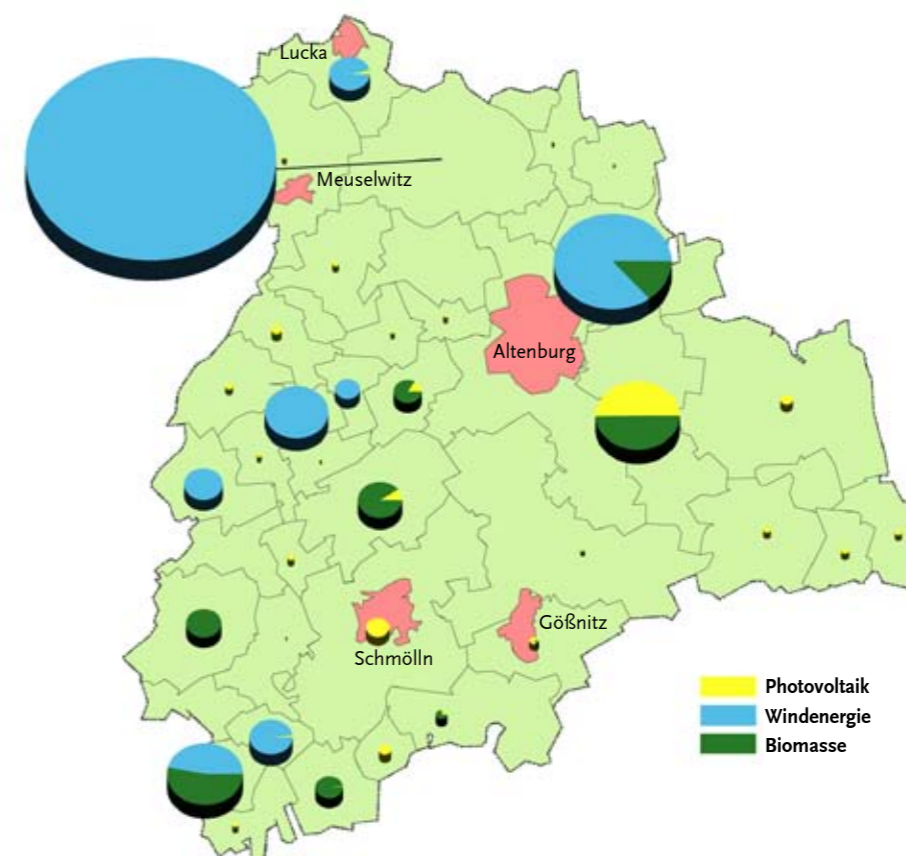 Lucka
Meuselwitz
Altenburg
Gößnitz
Schmölln
Photovoltaik
Windenergie
Biomasse